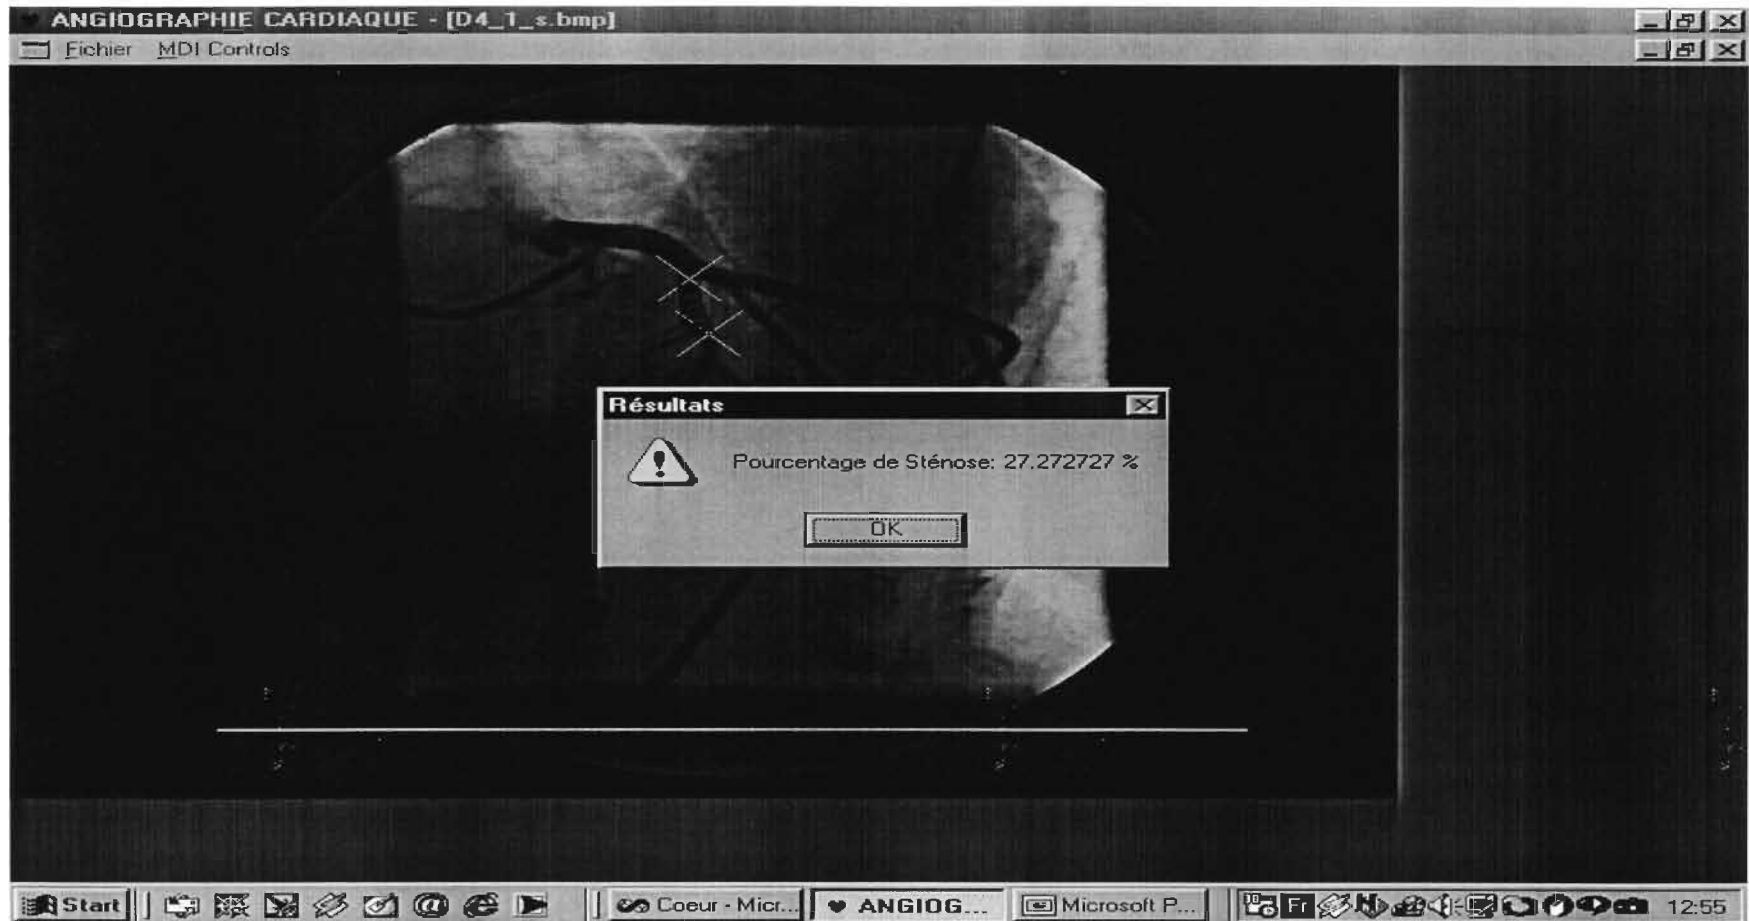 ANGIOGRAPHIE CARDIAQUE - [D4_1_s.bmp]
Fichier MDI Controls
Résultats
Pourcentage de Sténose: 27.272727 %
OK
Start
Coeur - Micr...
ANGIOG...
Microsoft P...
Fr
12:55